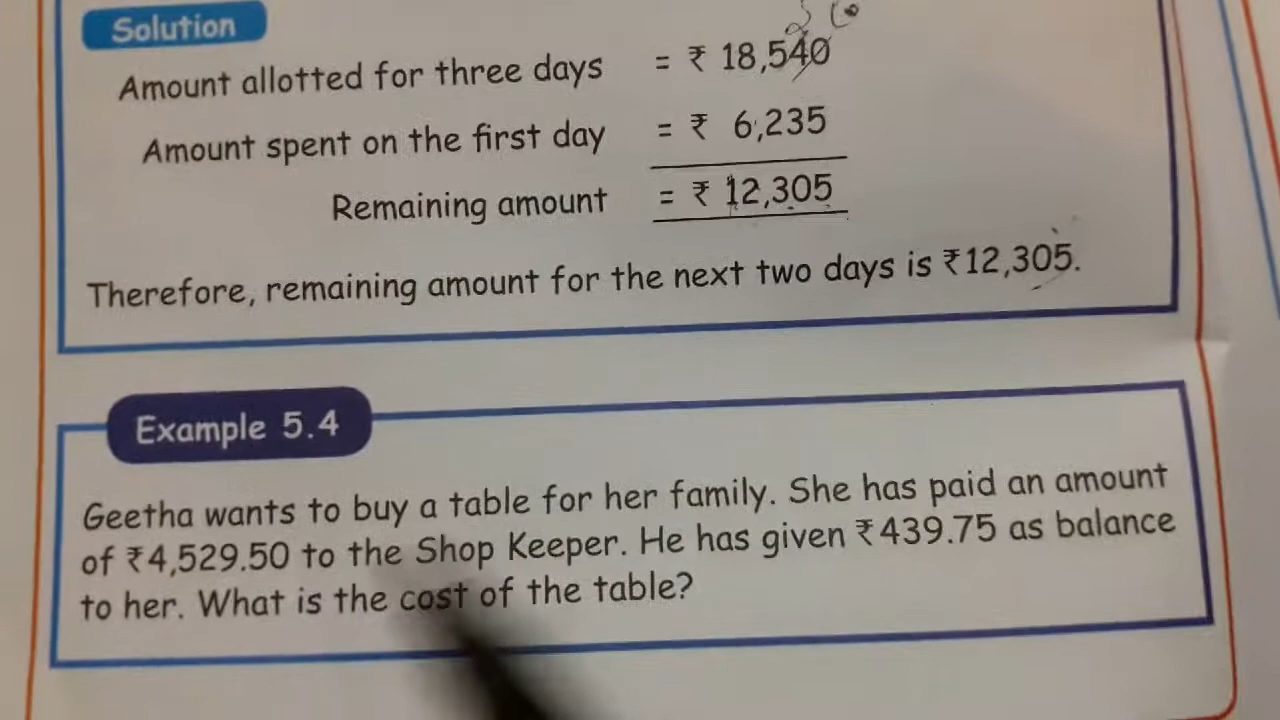 Solution
Amount allotted for three days = ₹ 18,540
Amount spent on the first day = ₹ 6,235
Remaining amount = ₹ 12,305
Therefore, remaining amount for the next two days is ₹12,305.
Example 5.4
Geetha wants to buy a table for her family. She has paid an amount
of ₹4,529.50 to the Shop Keeper. He has given ₹439.75 as balance
to her. What is the cost of the table?